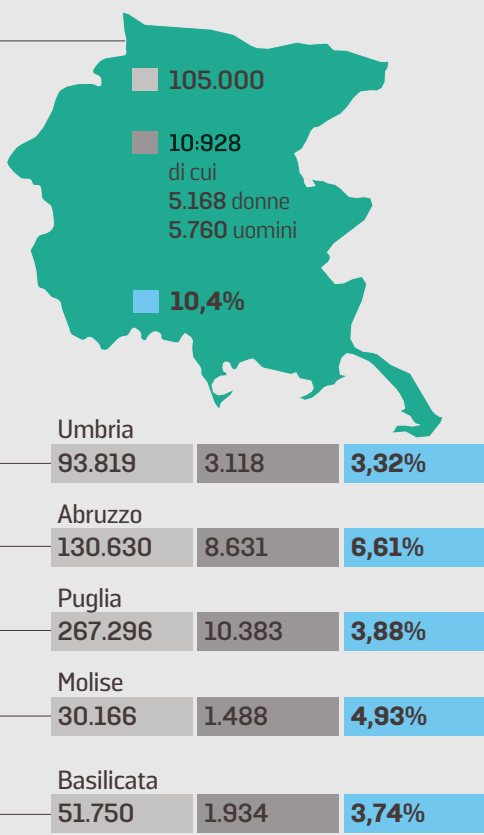 105.000
10:928
di cui
5.168 donne
5.760 uomini
10,4%
Umbria
93.819 3.118 3,32%
Abruzzo
130.630 8.631 6,61%
Puglia
267.296 10.383 3,88%
Molise
30.166 1.488 4,93%
Basilicata
51.750 1.934 3,74%